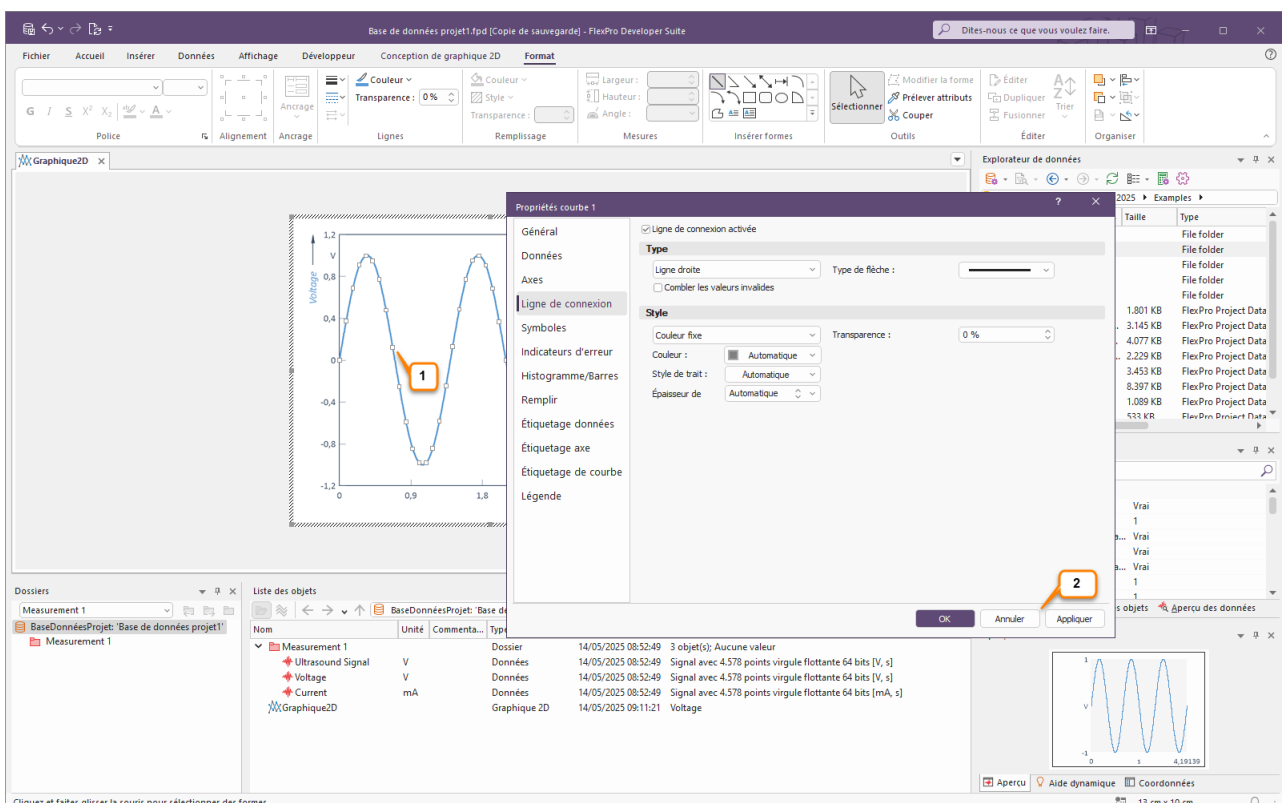 Base de données projet1.fpd [Copie de sauvegarde] - FlexPro Developer Suite
Dites-nous ce que vous voulez faire.
Fichier Accueil Insérer Données Affichage Développeur Conception de graphique 2D Format
Couleur
Transparence : 0%
Couleur
Style
Transparence :
Largeur :
Hauteur :
Angle :
Sélectionner
Modifier la forme
Prélever attributs
Couper
Éditer
Dupliquer
Fusionner
Trier
G I S X² X₂ A
Ancrage
Police Alignement Ancrage Lignes Remplissage Mesures Insérer formes Outils Éditer Organiser
Graphique2D
Explorateur de données
2025 Examples
Taille Type
File folder
File folder
File folder
File folder
File folder
1.801 KB FlexPro Project Data
3.145 KB FlexPro Project Data
4.077 KB FlexPro Project Data
2.229 KB FlexPro Project Data
3.453 KB FlexPro Project Data
8.397 KB FlexPro Project Data
1.089 KB FlexPro Project Data
533 KB FlexPro Project Data
1,2
V
0,8
Voltage
0,4
0
-0,4
-0,8
-1,2
0 0,9 1,8
1
Propriétés courbe 1 ?
Général
Données
Axes
Ligne de connexion
Symboles
Indicateurs d'erreur
Histogramme/Barres
Remplir
Étiquetage données
Étiquetage axe
Étiquetage de courbe
Légende
Ligne de connexion activée
Type
Ligne droite Type de flèche :
Combler les valeurs invalides
Style
Couleur fixe Transparence : 0 %
Couleur : Automatique
Style de trait : Automatique
Épaisseur de Automatique
2
OK Annuler Appliquer
Vrai
1
Vrai
Vrai
Vrai
1
1
s objets Aperçu des données
Dossiers
Measurement 1
BaseDonnéesProjet: 'Base de données projet1'
Measurement 1
Liste des objets
BaseDonnéesProjet: 'Base de
Nom Unité Commenta... Type
Measurement 1 Dossier 14/05/2025 08:52:49 3 objet(s); Aucune valeur
Ultrasound Signal V Données 14/05/2025 08:52:49 Signal avec 4.578 points virgule flottante 64 bits [V, s]
Voltage V Données 14/05/2025 08:52:49 Signal avec 4.578 points virgule flottante 64 bits [V, s]
Current mA Données 14/05/2025 08:52:49 Signal avec 4.578 points virgule flottante 64 bits [mA, s]
Graphique2D Graphique 2D 14/05/2025 09:11:21 Voltage
1
V
-1
0 s 4,19139
Aperçu Aide dynamique Coordonnées
Cliquez et faites glisser la souris pour sélectionner des formes
13 cm x 10 cm